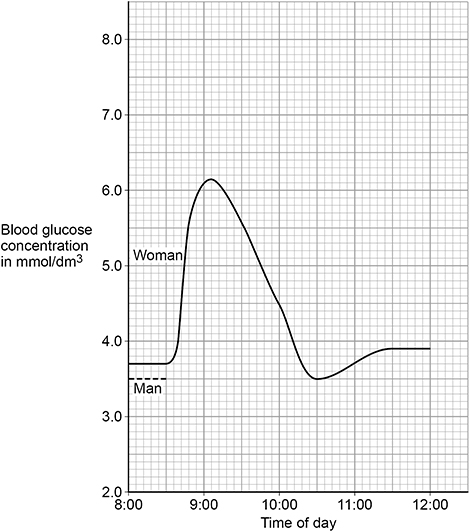 8.0
7.0
6.0
Blood glucose
concentration
in mmol/dm³
Woman
5.0
4.0
Man
3.0
2.0
8:00 9:00 10:00 11:00 12:00
Time of day